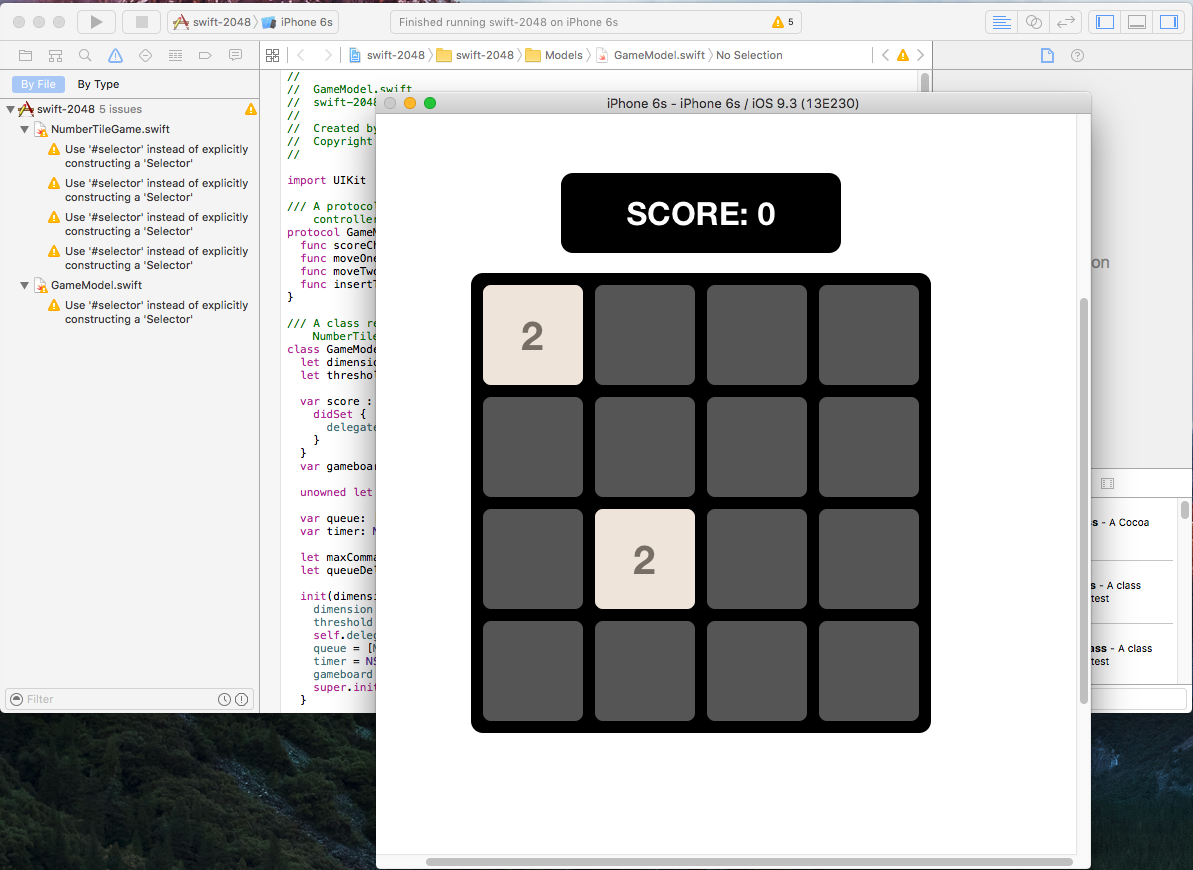 swift-2048 〉 iPhone 6s
Finished running swift-2048 on iPhone 6s
5
swift-2048 〉 swift-2048 〉 Models 〉 GameModel.swift 〉 No Selection
By File By Type
swift-2048 5 issues
NumberTileGame.swift
Use '#selector' instead of explicitly
constructing a 'Selector'
Use '#selector' instead of explicitly
constructing a 'Selector'
Use '#selector' instead of explicitly
constructing a 'Selector'
Use '#selector' instead of explicitly
constructing a 'Selector'
GameModel.swift
Use '#selector' instead of explicitly
constructing a 'Selector'
Filter
//
//  GameModel.swift
//  swift-2048
//
//  Created by
//  Copyright
//
import UIKit
/// A protocol
controller
protocol GameM
func scoreCh
func moveOne
func moveTwo
func insertT
}
/// A class re
NumberTile
class GameMode
let dimensio
let threshol
var score :
didSet {
delegate
}
}
var gameboar
unowned let
var queue:
var timer: N
let maxComma
let queueDel
init(dimensi
dimension
threshold
self.deleg
queue = [M
timer = NS
gameboard
super.init
}
iPhone 6s - iPhone 6s / iOS 9.3 (13E230)
SCORE: 0
2
2
on
ss - A Cocoa
s - A class
test
ass - A class
test